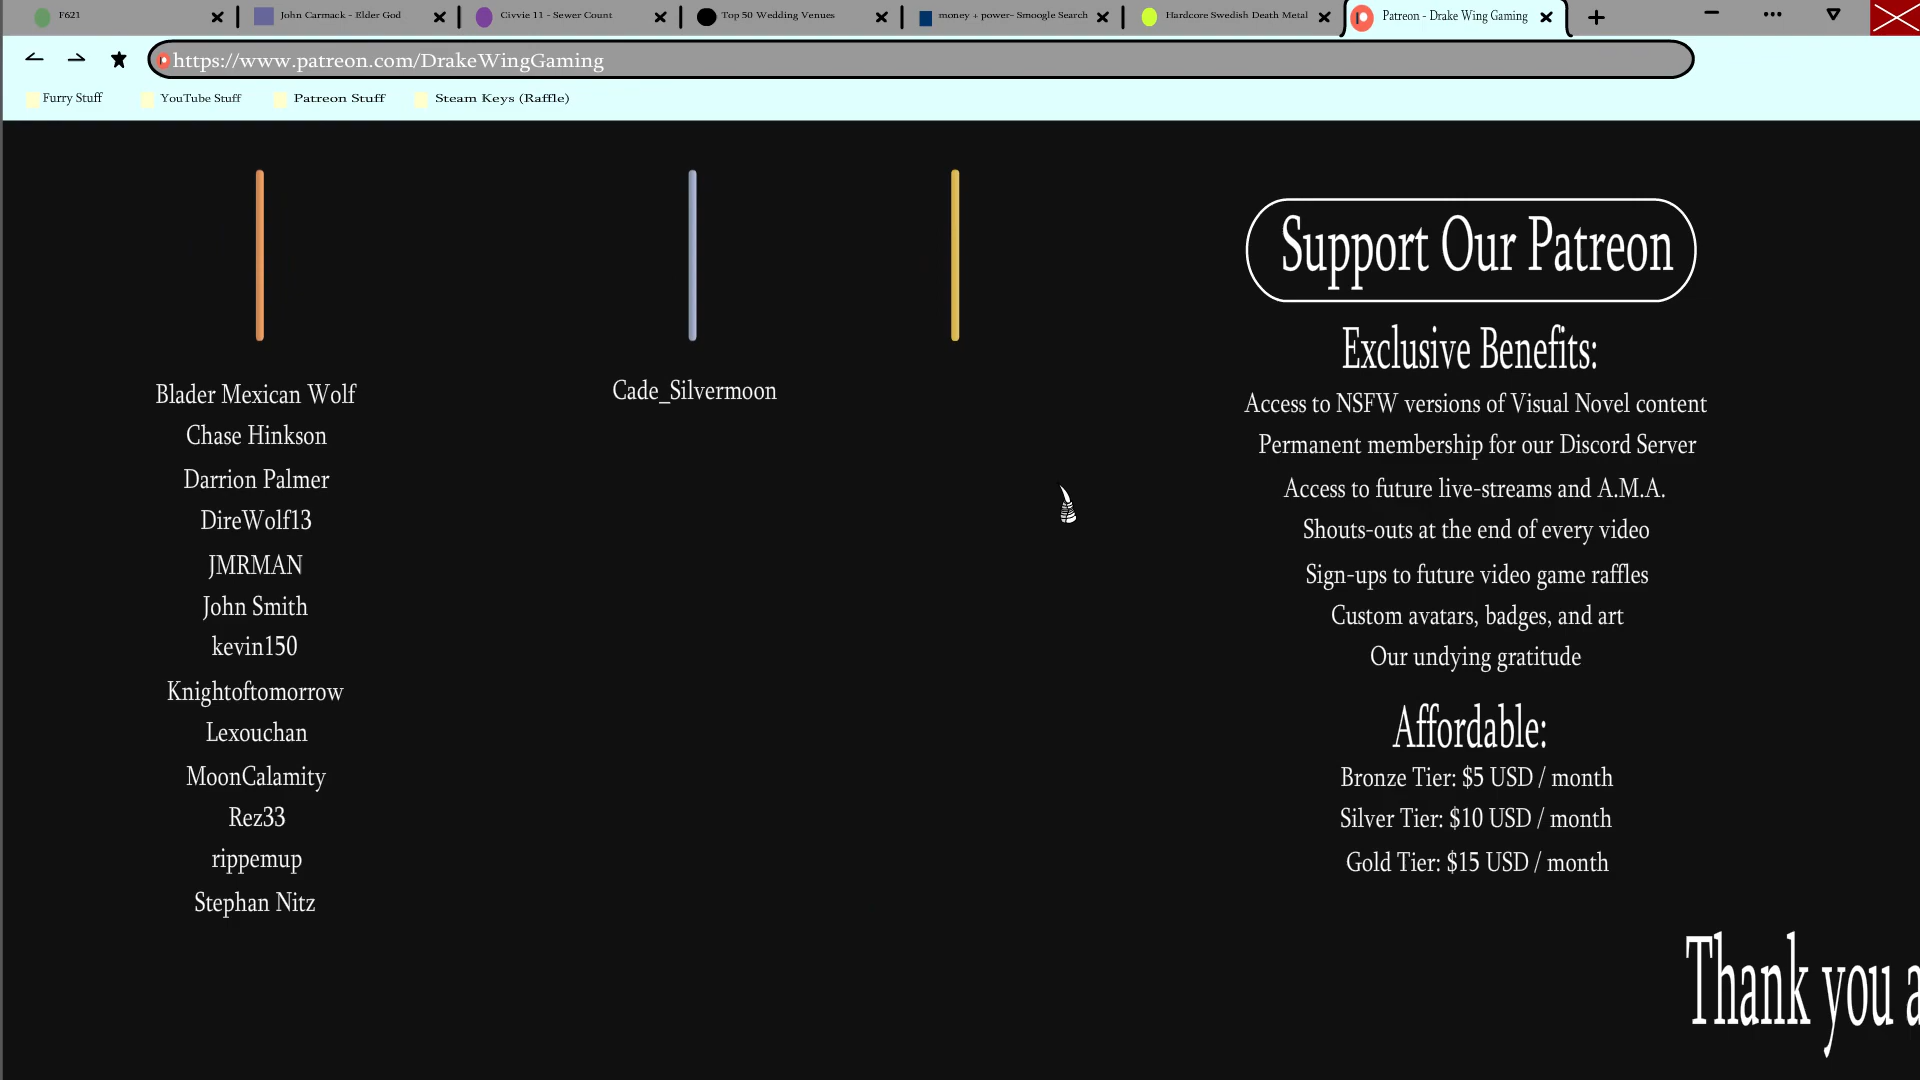 F621
John Carmack - Elder God
Civvie 11 - Sewer Count
Top 50 Wedding Venues
money + power- Smoogle Search
Hardcore Swedish Death Metal
Patreon - Drake Wing Gaming
https://www.patreon.com/DrakeWingGaming
Furry Stuff
YouTube Stuff
Patreon Stuff
Steam Keys (Raffle)
Blader Mexican Wolf
Chase Hinkson
Darrion Palmer
DireWolf13
JMRMAN
John Smith
kevin150
Knightoftomorrow
Lexouchan
MoonCalamity
Rez33
rippemup
Stephan Nitz
Cade_Silvermoon
Support Our Patreon
Exclusive Benefits:
Access to NSFW versions of Visual Novel content
Permanent membership for our Discord Server
Access to future live-streams and A.M.A.
Shouts-outs at the end of every video
Sign-ups to future video game raffles
Custom avatars, badges, and art
Our undying gratitude
Affordable:
Bronze Tier: $5 USD / month
Silver Tier: $10 USD / month
Gold Tier: $15 USD / month
Thank you a